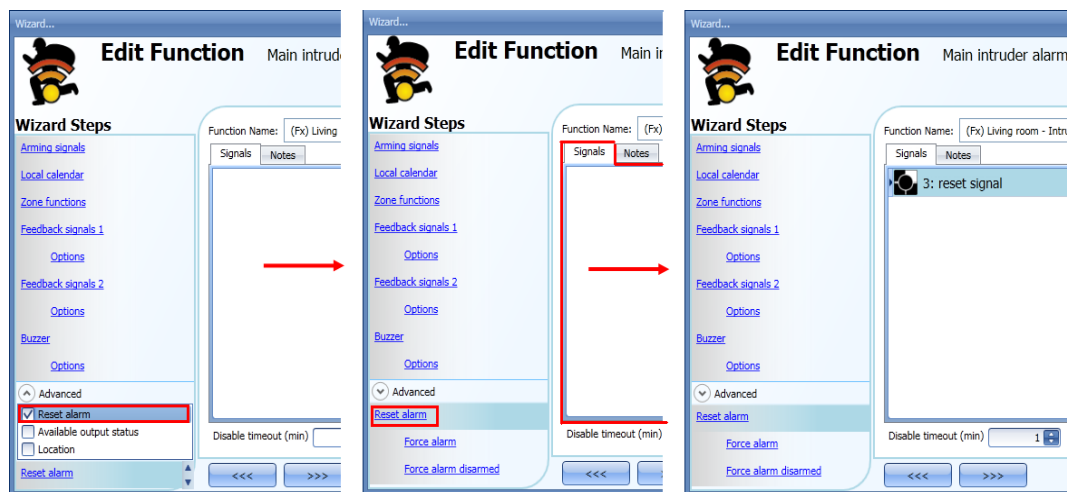 Wizard...
Edit Function Main intrud
Wizard Steps
Arming signals
Local calendar
Zone functions
Feedback signals 1
Options
Feedback signals 2
Options
Buzzer
Options
Advanced
Reset alarm
Available output status
Location
Reset alarm
Function Name: (Fx) Living
Signals Notes
Disable timeout (min)
<<< >>>
Wizard...
Edit Function Main in
Wizard Steps
Arming signals
Local calendar
Zone functions
Feedback signals 1
Options
Feedback signals 2
Options
Buzzer
Options
Advanced
Reset alarm
Force alarm
Force alarm disarmed
Function Name: (Fx)
Signals Notes
Disable timeout (min)
<<<
Wizard...
Edit Function Main intruder alarm
Wizard Steps
Arming signals
Local calendar
Zone functions
Feedback signals 1
Options
Feedback signals 2
Options
Buzzer
Options
Advanced
Reset alarm
Force alarm
Force alarm disarmed
Function Name: (Fx) Living room - Intru
Signals Notes
3: reset signal
Disable timeout (min) 1
<<< >>>